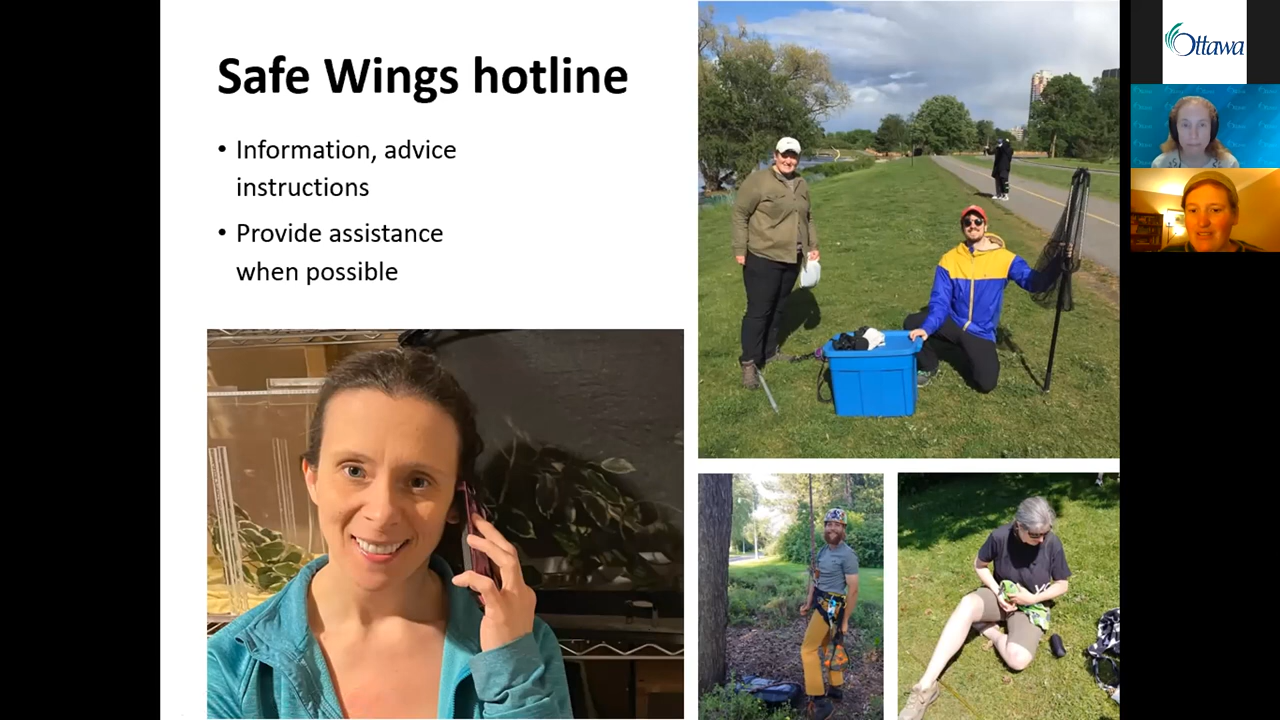 Safe Wings hotline
• Information, advice
instructions
• Provide assistance
when possible
Ottawa